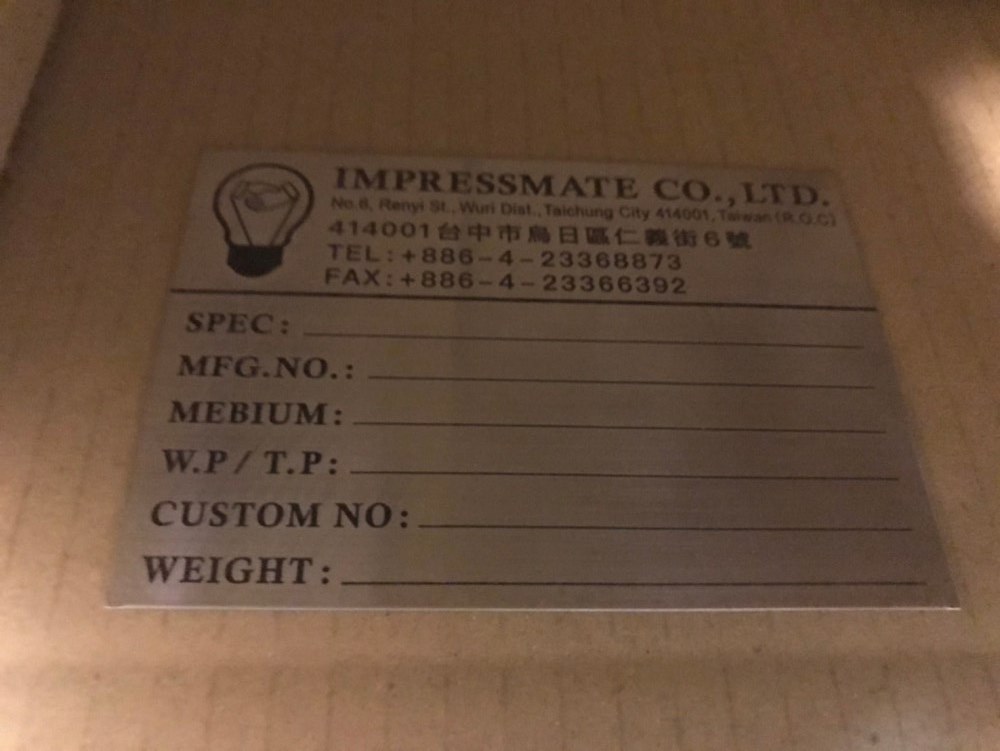 IMPRESSMATE CO.,LTD.
No.6, Renyi St., Wuri Dist., Taichung City 414001, Taiwan (R.O.C)
414001台中市烏日區仁義街6號
TEL:+886-4-23368873
FAX:+886-4-23366392
SPEC:
MFG.NO.:
MEBIUM:
W.P/T.P:
CUSTOM NO:
WEIGHT: